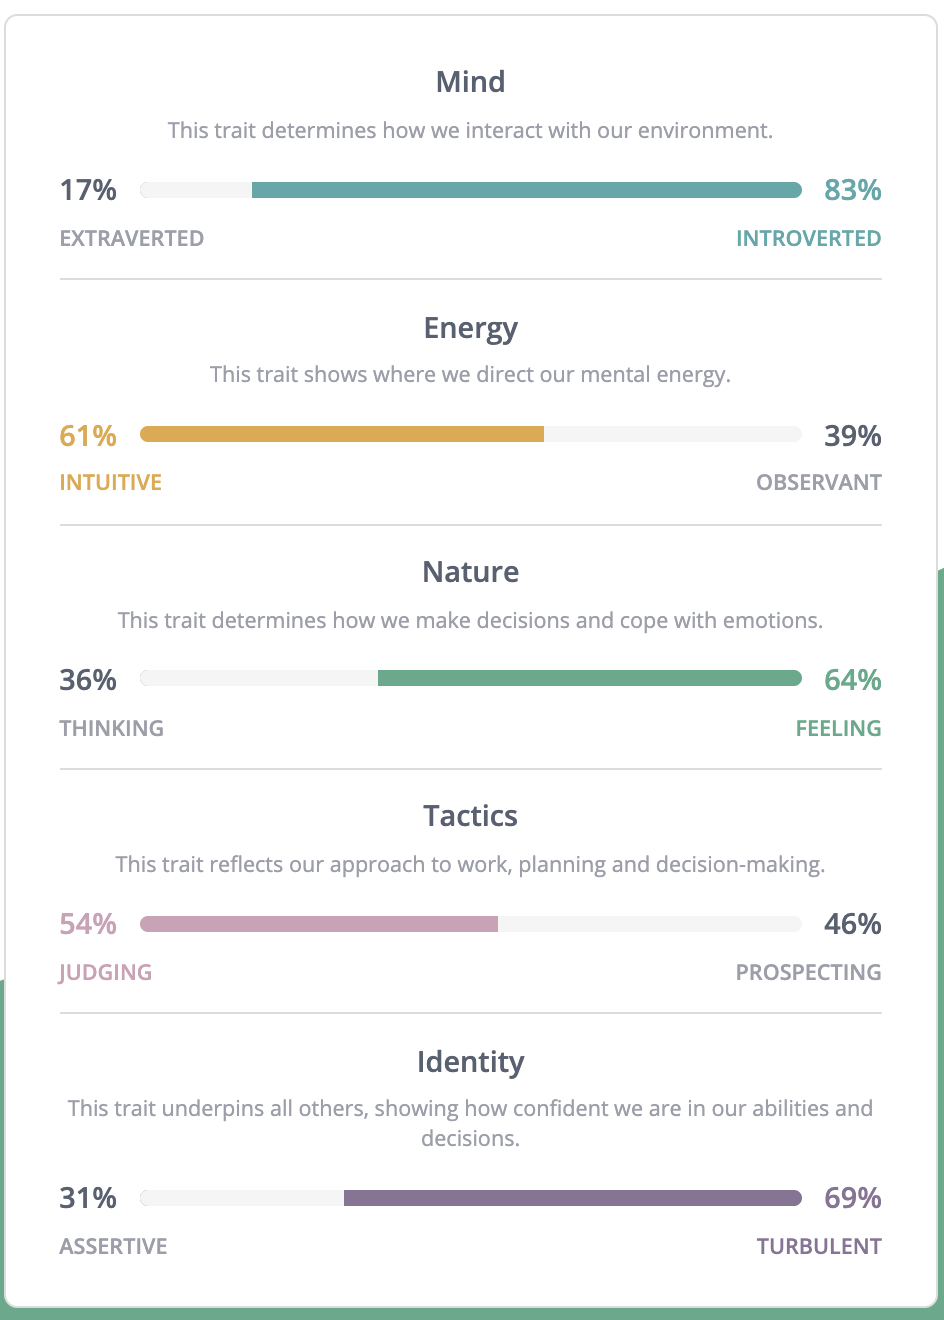 Mind
This trait determines how we interact with our environment.
17% 83%
EXTRAVERTED INTROVERTED
Energy
This trait shows where we direct our mental energy.
61% 39%
INTUITIVE OBSERVANT
Nature
This trait determines how we make decisions and cope with emotions.
36% 64%
THINKING FEELING
Tactics
This trait reflects our approach to work, planning and decision-making.
54% 46%
JUDGING PROSPECTING
Identity
This trait underpins all others, showing how confident we are in our abilities and
decisions.
31% 69%
ASSERTIVE TURBULENT